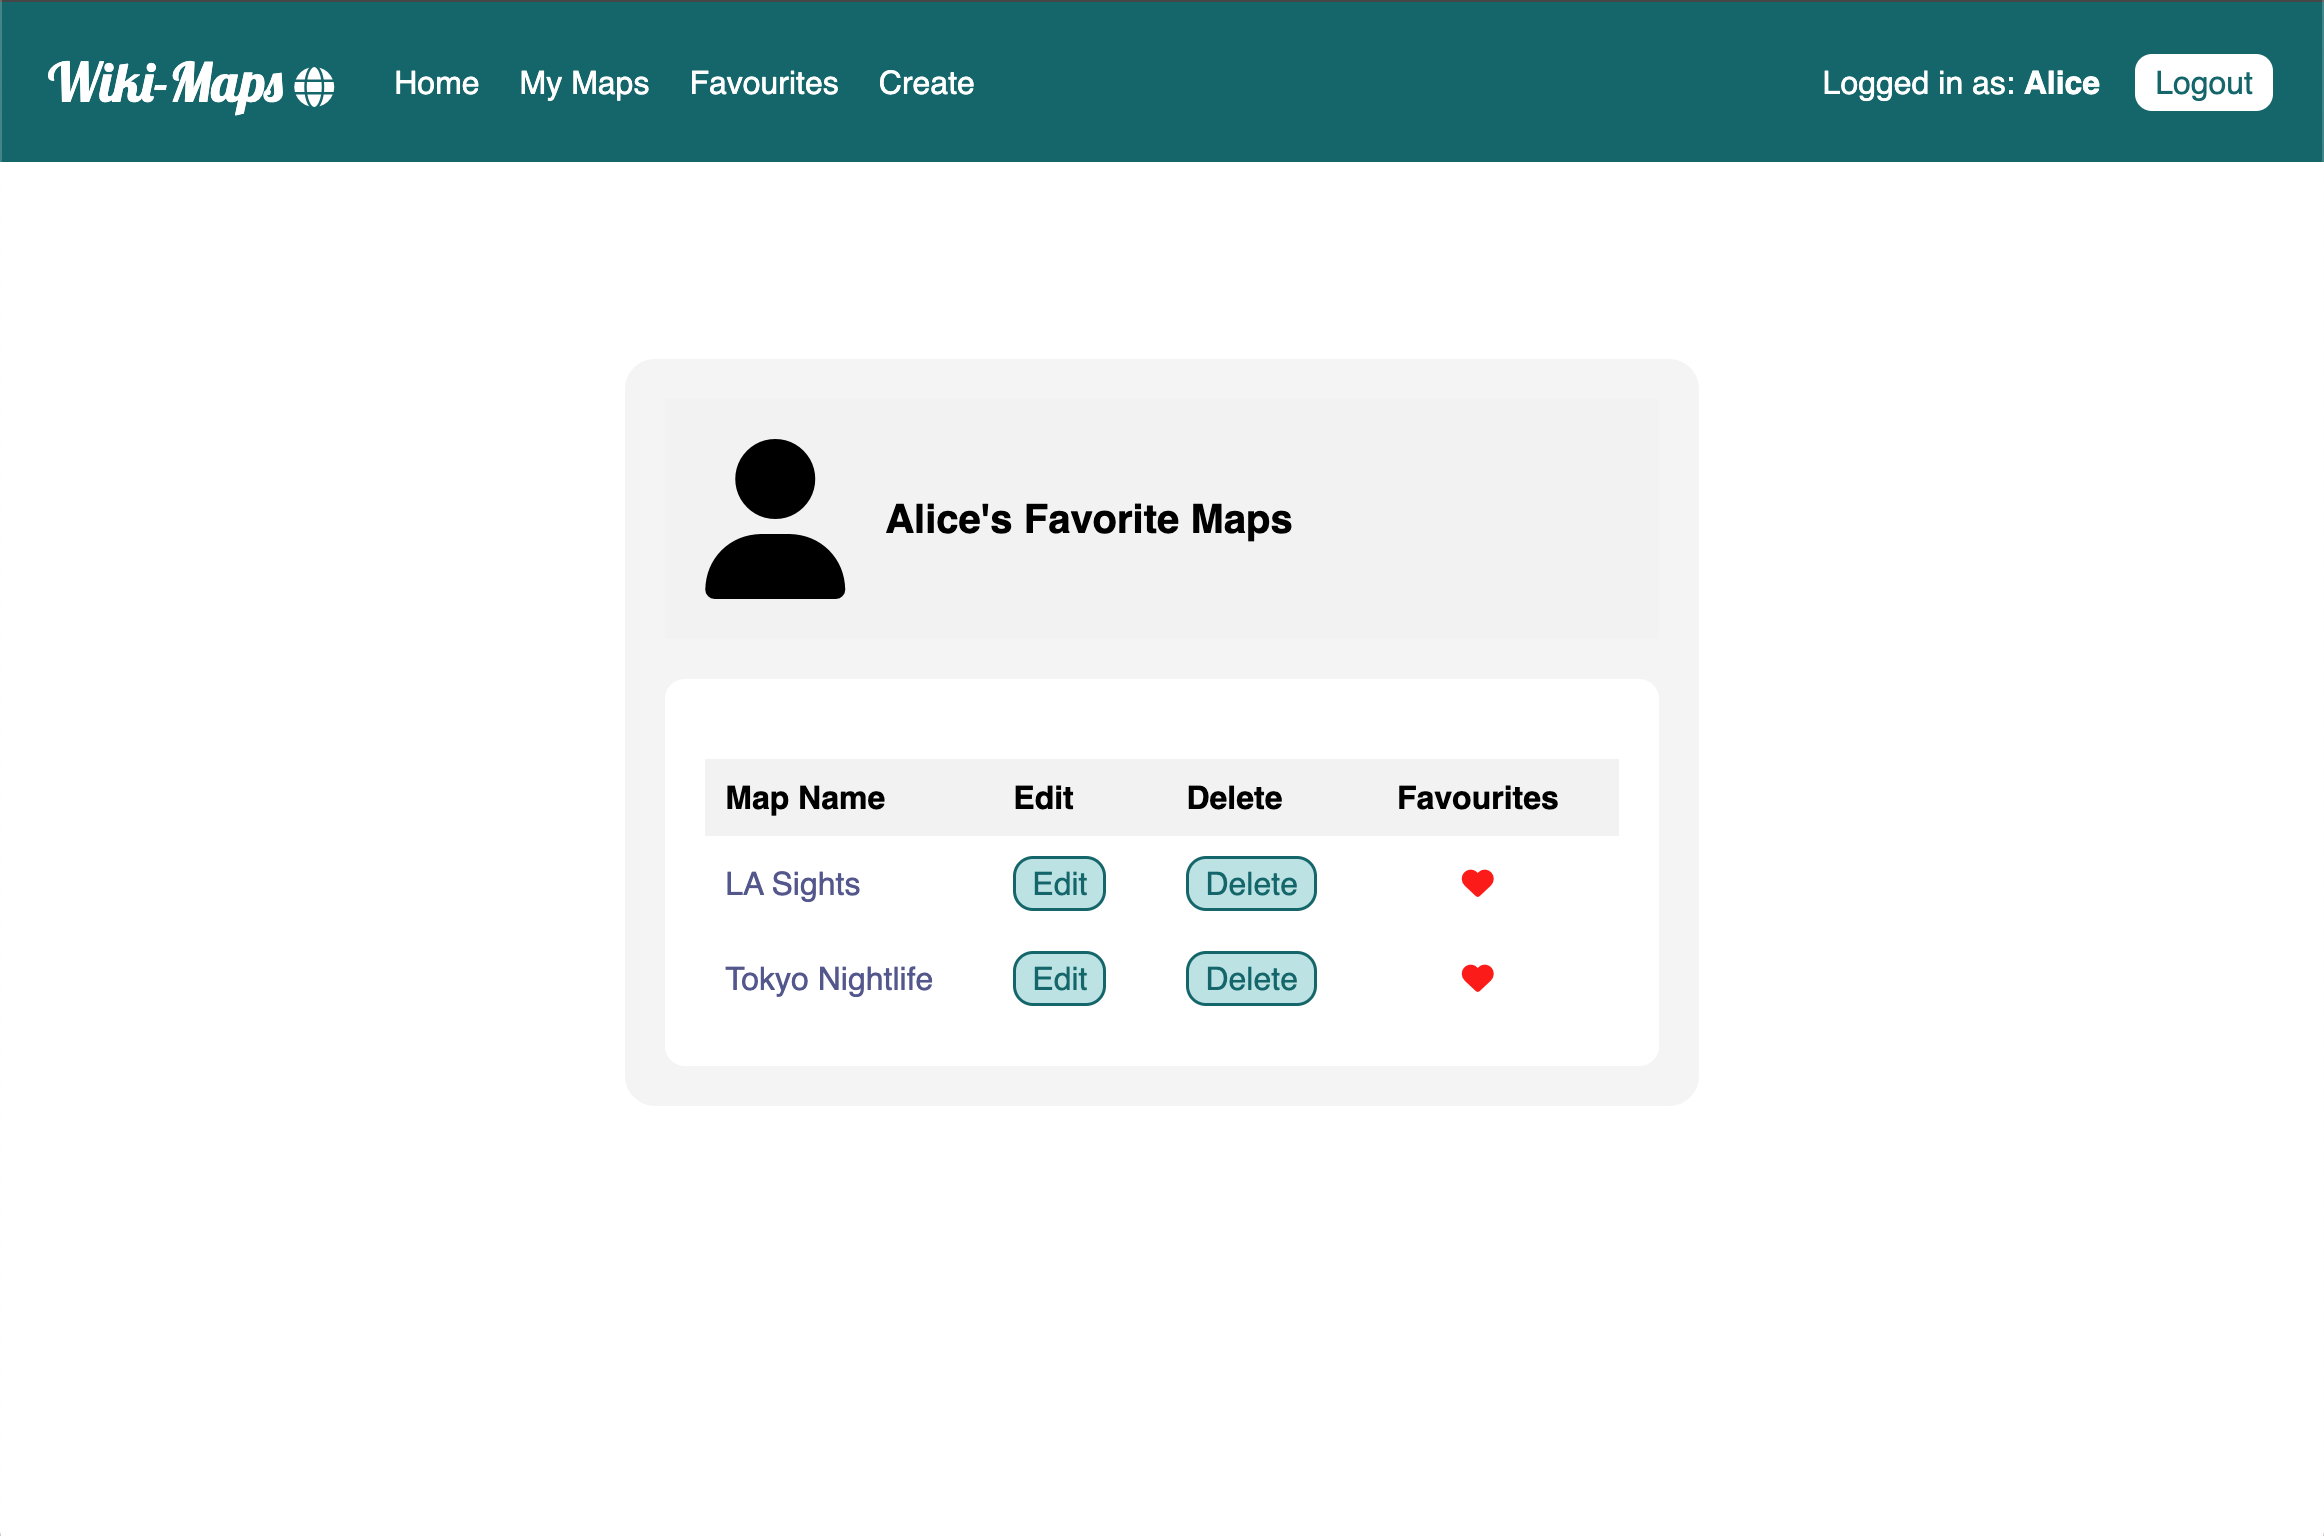 Wiki-Maps Home My Maps Favourites Create Logged in as: Alice Logout
Alice's Favorite Maps
Map Name Edit Delete Favourites
LA Sights Edit Delete
Tokyo Nightlife Edit Delete